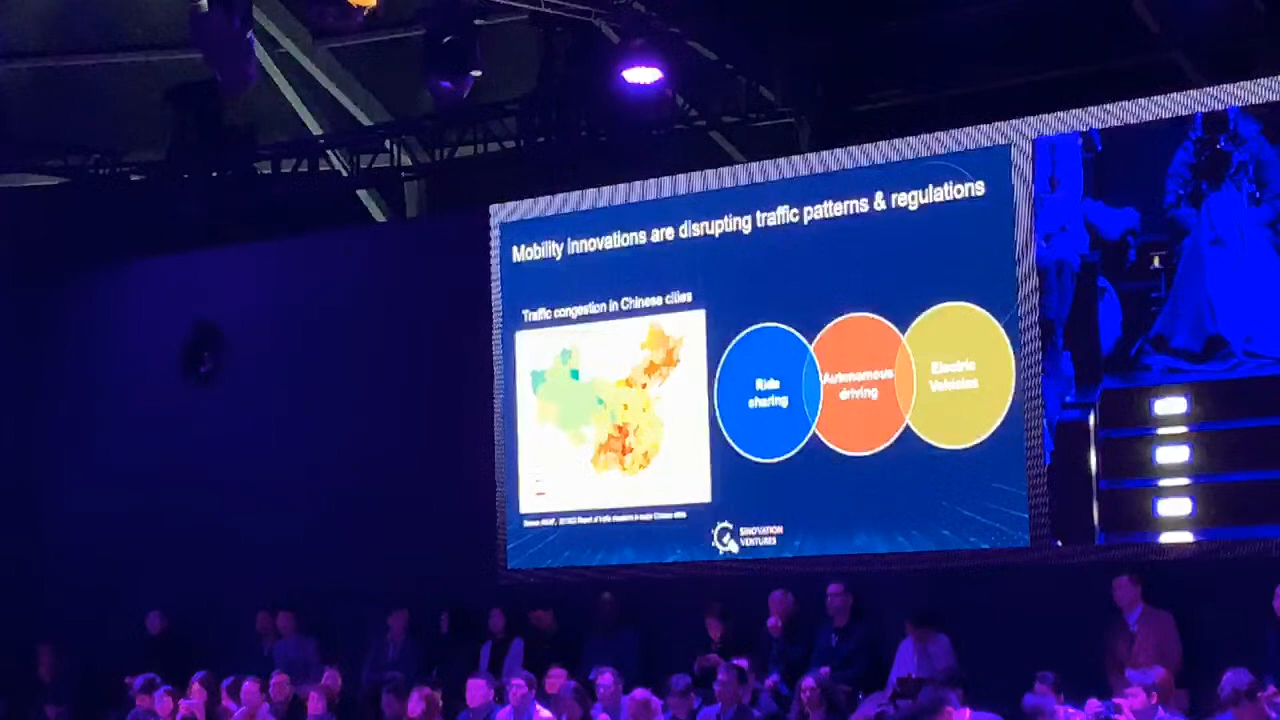 Mobility innovations are disrupting traffic patterns & regulations
Traffic congestion in Chinese cities
Ride
sharing
Autonomous
driving
Electric
Vehicles
SINOVATION
VENTURES